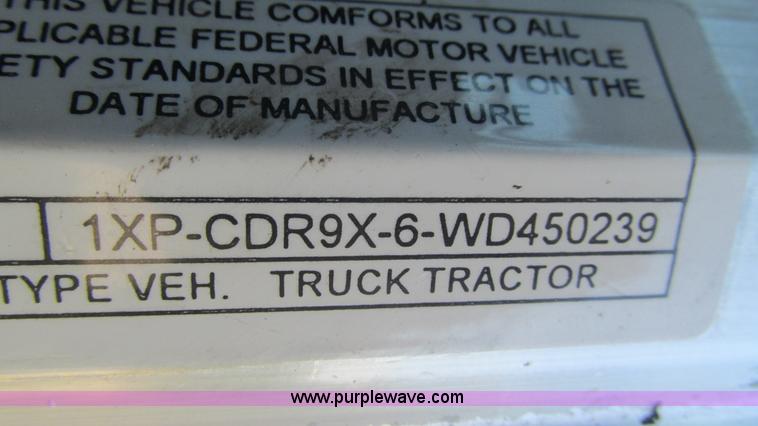 THIS VEHICLE COMFORMS TO ALL
PLICABLE FEDERAL MOTOR VEHICLE
ETY STANDARDS IN EFFECT ON THE
DATE OF MANUFACTURE
1XP-CDR9X-6-WD450239
TYPE VEH. TRUCK TRACTOR
www.purplewave.com